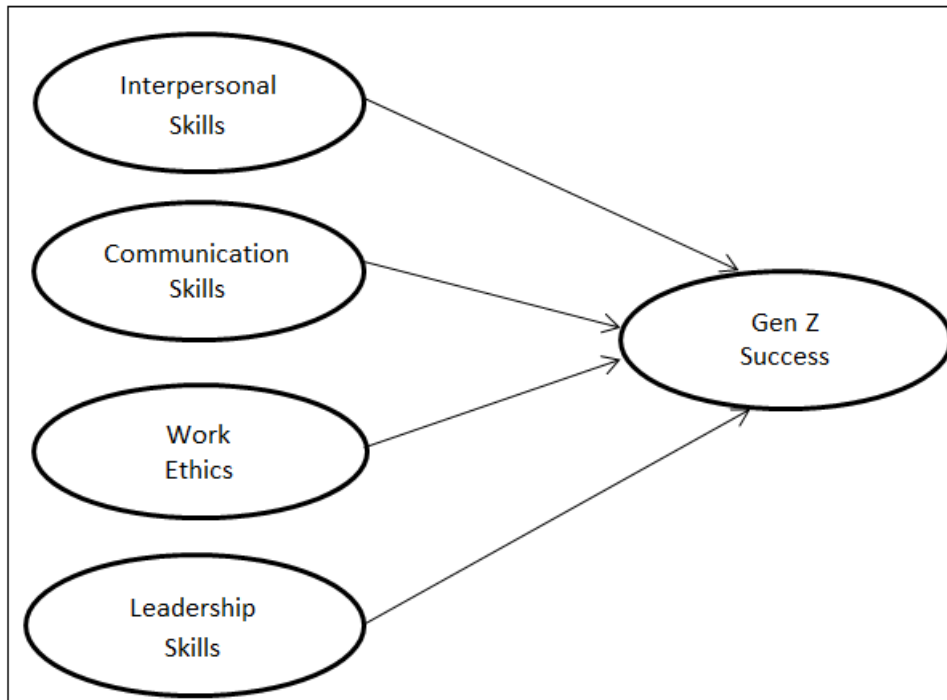 Interpersonal
Skills
Communication
Skills
Gen Z
Success
Work
Ethics
Leadership
Skills